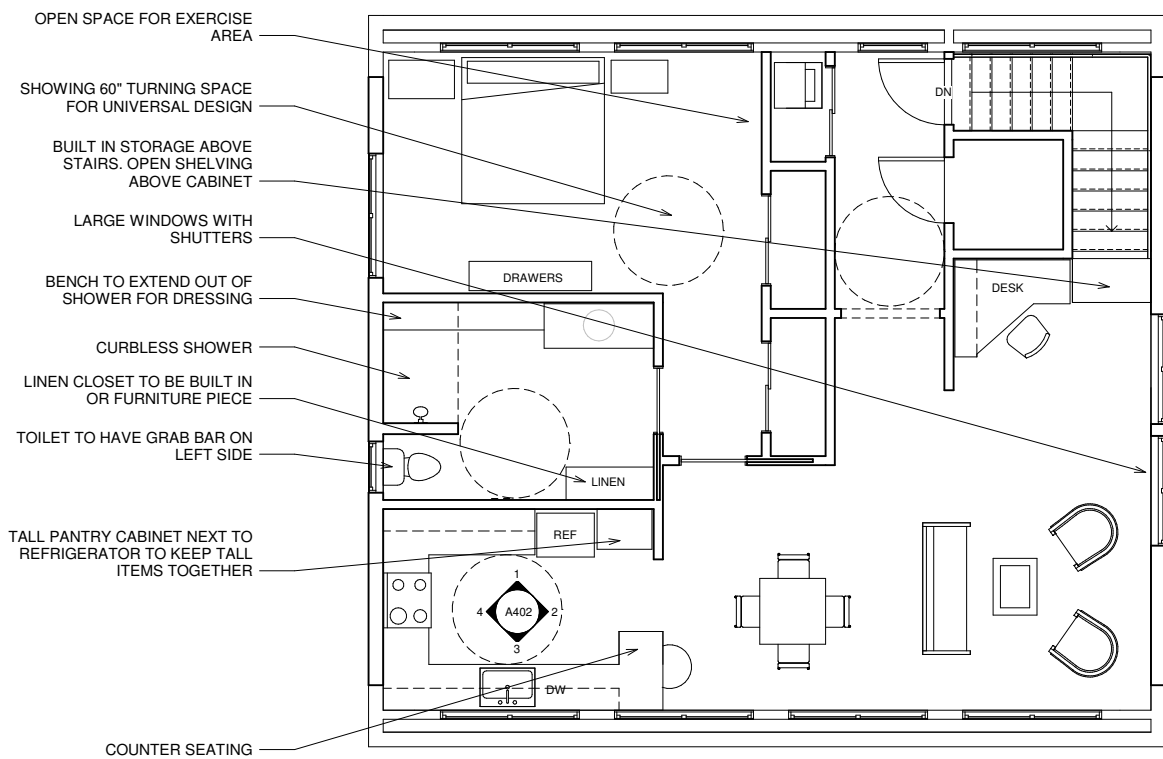 OPEN SPACE FOR EXERCISE
AREA
SHOWING 60" TURNING SPACE
FOR UNIVERSAL DESIGN
BUILT IN STORAGE ABOVE
STAIRS. OPEN SHELVING
ABOVE CABINET
LARGE WINDOWS WITH
SHUTTERS
BENCH TO EXTEND OUT OF
SHOWER FOR DRESSING
CURBLESS SHOWER
LINEN CLOSET TO BE BUILT IN
OR FURNITURE PIECE
TOILET TO HAVE GRAB BAR ON
LEFT SIDE
TALL PANTRY CABINET NEXT TO
REFRIGERATOR TO KEEP TALL
ITEMS TOGETHER
COUNTER SEATING
DN
DRAWERS
DESK
LINEN
REF
1
4 A402 2
3
DW